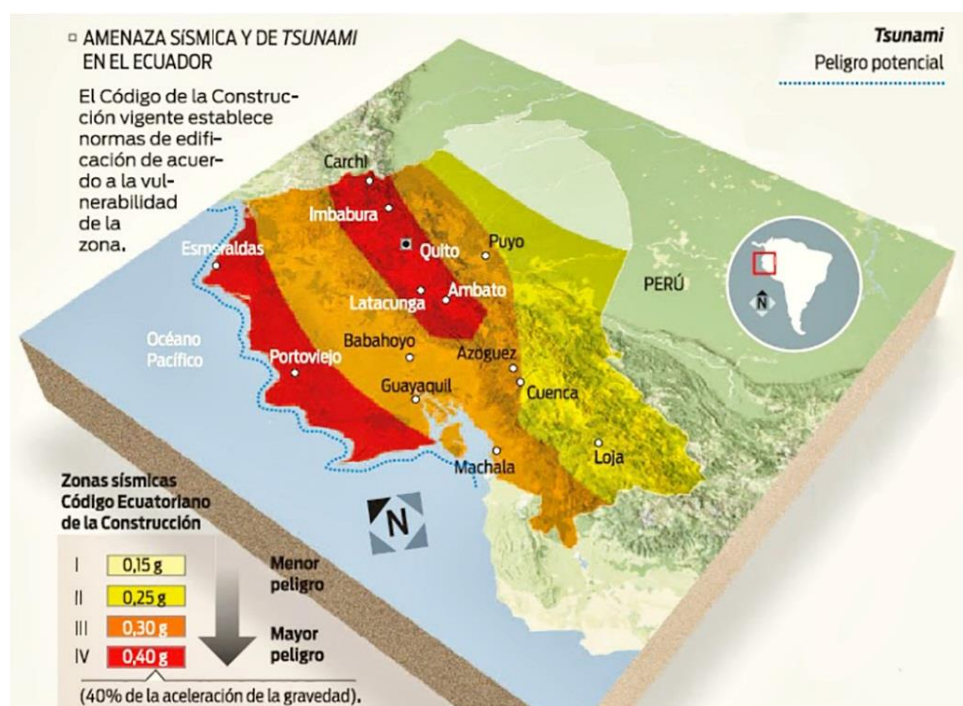 AMENAZA SíSMICA Y DE TSUNAMI
EN EL ECUADOR
El Código de la Construc-
ción vigente establece
normas de edifi-
cación de acuer-
do a la vul-
nerabilidad
de la
zona.
Tsunami
Peligro potencial
Carchi
Imbabura
Esmeraldas
Quito
Puyo
PERÚ
N
Latacunga
Ambato
Océano
Pacífico
Babahoyo
Portoviejo
Azoguez
Guayaquil
Cuenca
Machala
Loja
N
Zonas sísmicas
Código Ecuatoriano
de la Construcción
I 0,15 g
II 0,25 g
III 0,30 g
IV 0,40 g
Menor
peligro
Mayor
peligro
(40% de la aceleración de la gravedad).